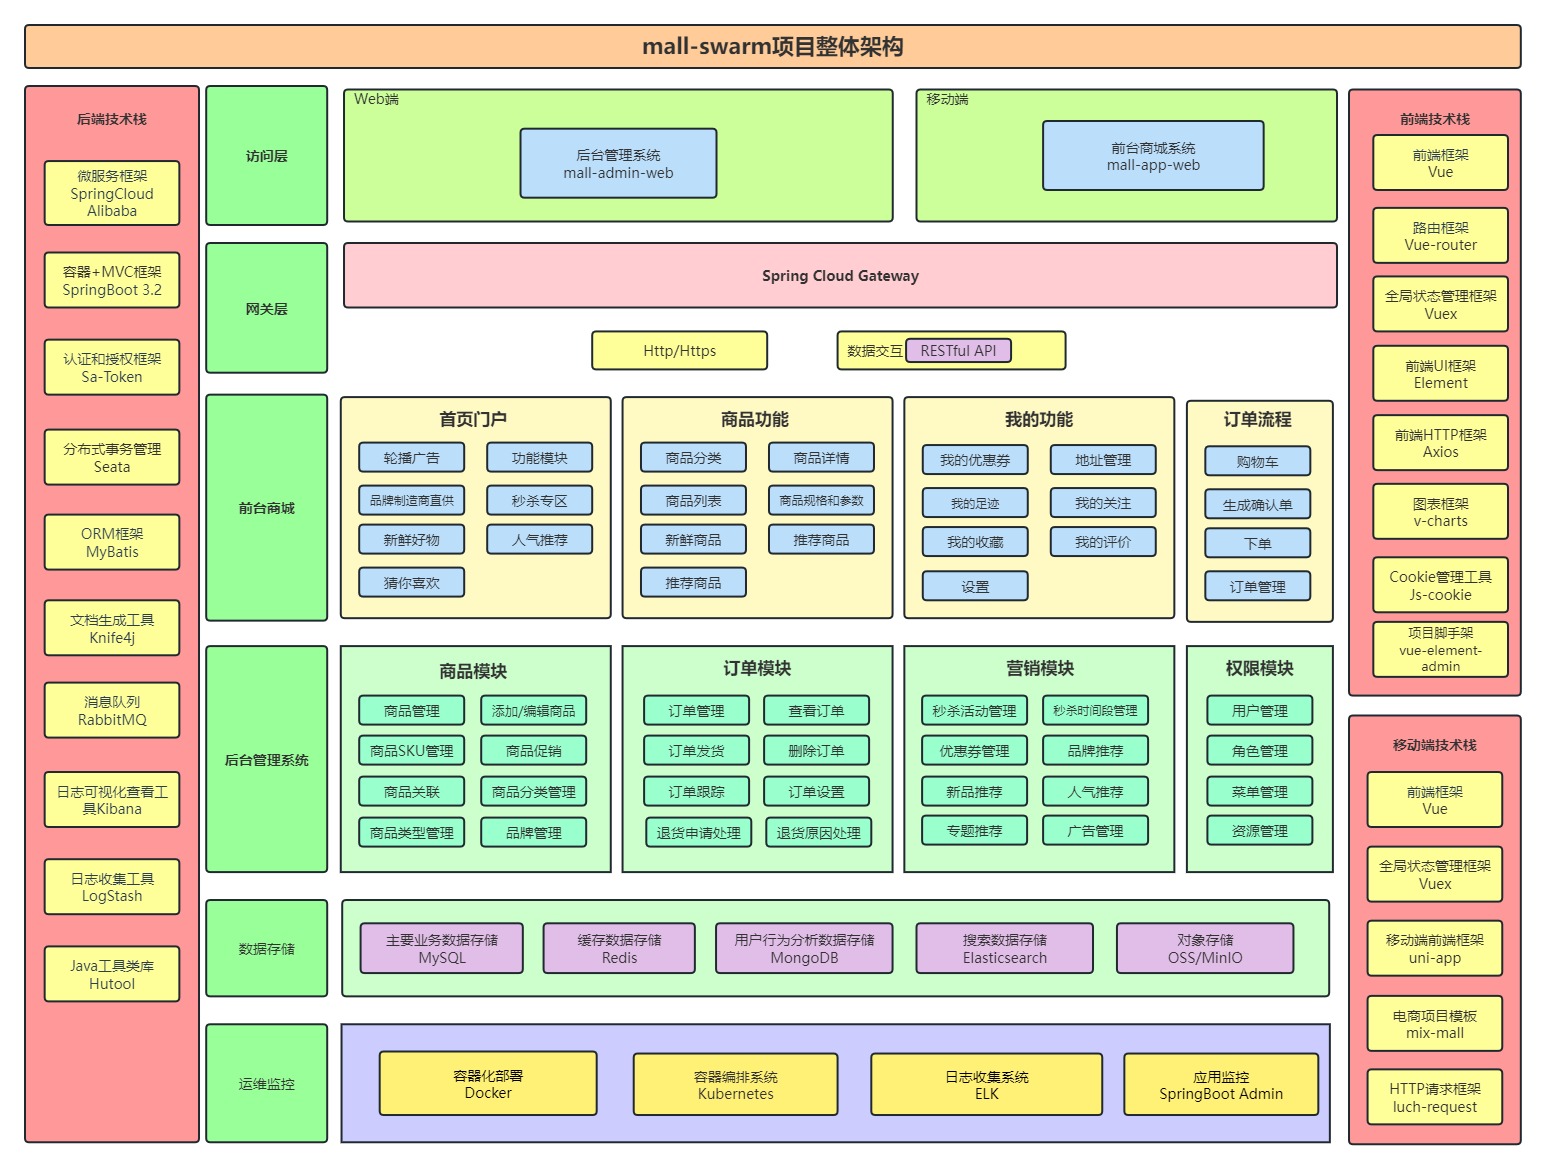 mall-swarm项目整体架构
后端技术栈
微服务框架
SpringCloud
Alibaba
容器+MVC框架
SpringBoot 3.2
认证和授权框架
Sa-Token
分布式事务管理
Seata
ORM框架
MyBatis
文档生成工具
Knife4j
消息队列
RabbitMQ
日志可视化查看工
具Kibana
日志收集工具
LogStash
Java工具类库
Hutool
访问层
Web端
后台管理系统
mall-admin-web
移动端
前台商城系统
mall-app-web
网关层
Spring Cloud Gateway
Http/Https
数据交互
RESTful API
前台商城
首页门户
轮播广告
功能模块
品牌制造商直供
秒杀专区
新鲜好物
人气推荐
猜你喜欢
商品功能
商品分类
商品详情
商品列表
商品规格和参数
新鲜商品
推荐商品
推荐商品
我的功能
我的优惠券
地址管理
我的足迹
我的关注
我的收藏
我的评价
设置
订单流程
购物车
生成确认单
下单
订单管理
后台管理系统
商品模块
商品管理
添加/编辑商品
商品SKU管理
商品促销
商品关联
商品分类管理
商品类型管理
品牌管理
订单模块
订单管理
查看订单
订单发货
删除订单
订单跟踪
订单设置
退货申请处理
退货原因处理
营销模块
秒杀活动管理
秒杀时间段管理
优惠券管理
品牌推荐
新品推荐
人气推荐
专题推荐
广告管理
权限模块
用户管理
角色管理
菜单管理
资源管理
数据存储
主要业务数据存储
MySQL
缓存数据存储
Redis
用户行为分析数据存储
MongoDB
搜索数据存储
Elasticsearch
对象存储
OSS/MinIO
运维监控
容器化部署
Docker
容器编排系统
Kubernetes
日志收集系统
ELK
应用监控
SpringBoot Admin
前端技术栈
前端框架
Vue
路由框架
Vue-router
全局状态管理框架
Vuex
前端UI框架
Element
前端HTTP框架
Axios
图表框架
v-charts
Cookie管理工具
Js-cookie
项目脚手架
vue-element-
admin
移动端技术栈
前端框架
Vue
全局状态管理框架
Vuex
移动端前端框架
uni-app
电商项目模板
mix-mall
HTTP请求框架
luch-request